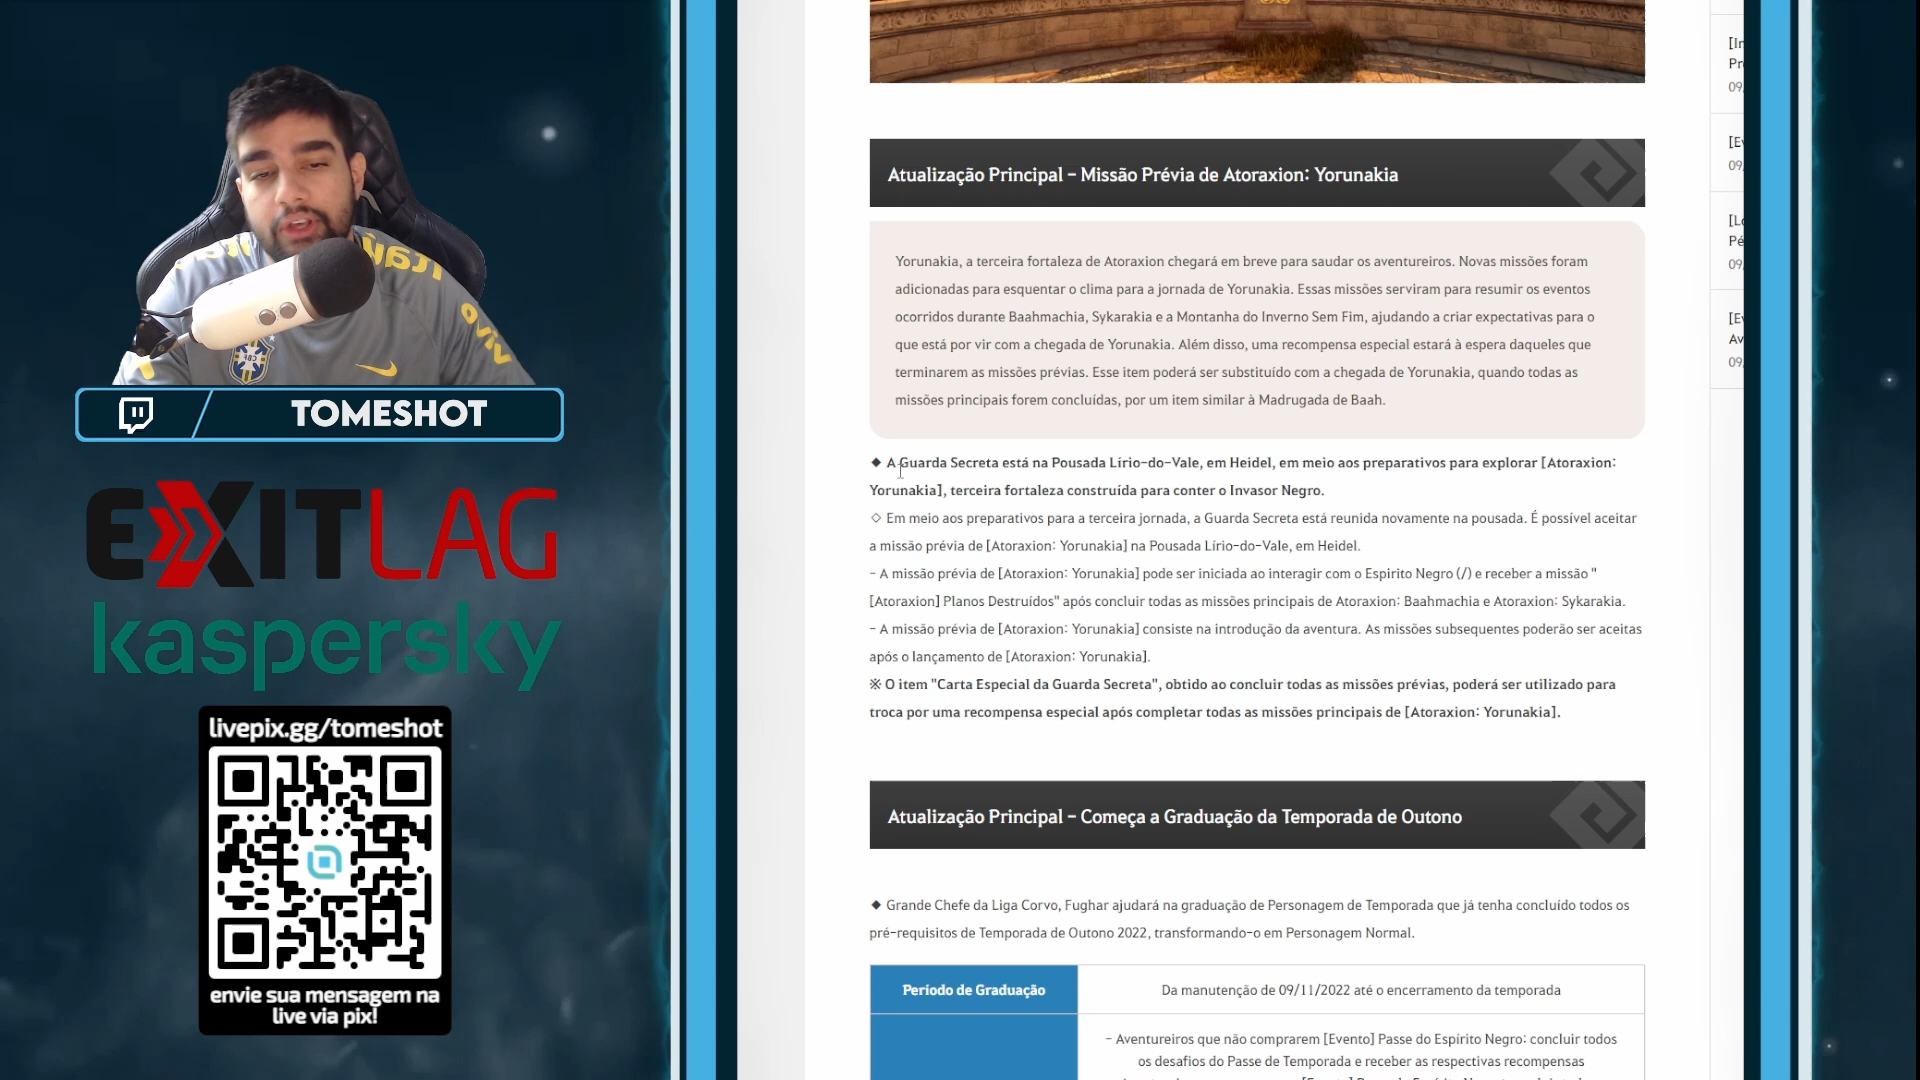 TOMESHOT
EXITLAG
kaspersky
livepix.gg/tomeshot
envie sua mensagem na
live via pix!
Atualização Principal - Missão Prévia de Atoraxion: Yorunakia
Yorunakia, a terceira fortaleza de Atoraxion chegará em breve para saudar os aventureiros. Novas missões foram
adicionadas para esquentar o clima para a jornada de Yorunakia. Essas missões serviram para resumir os eventos
ocorridos durante Baahmachia, Sykarakia e a Montanha do Inverno Sem Fim, ajudando a criar expectativas para o
que está por vir com a chegada de Yorunakia. Além disso, uma recompensa especial estará à espera daqueles que
terminarem as missões prévias. Esse item poderá ser substituído com a chegada de Yorunakia, quando todas as
missões principais forem concluídas, por um item similar à Madrugada de Baah.
◆ A Guarda Secreta está na Pousada Lírio-do-Vale, em Heidel, em meio aos preparativos para explorar [Atoraxion:
Yorunakia], terceira fortaleza construída para conter o Invasor Negro.
◇ Em meio aos preparativos para a terceira jornada, a Guarda Secreta está reunida novamente na pousada. É possível aceitar
a missão prévia de [Atoraxion: Yorunakia] na Pousada Lírio-do-Vale, em Heidel.
- A missão prévia de [Atoraxion: Yorunakia] pode ser iniciada ao interagir com o Espirito Negro (/) e receber a missão "
[Atoraxion] Planos Destruídos" após concluir todas as missões principais de Atoraxion: Baahmachia e Atoraxion: Sykarakia.
- A missão prévia de [Atoraxion: Yorunakia] consiste na introdução da aventura. As missões subsequentes poderão ser aceitas
após o lançamento de [Atoraxion: Yorunakia].
※ O item "Carta Especial da Guarda Secreta", obtido ao concluir todas as missões prévias, poderá ser utilizado para
troca por uma recompensa especial após completar todas as missões principais de [Atoraxion: Yorunakia].
Atualização Principal - Começa a Graduação da Temporada de Outono
◆ Grande Chefe da Liga Corvo, Fughar ajudará na graduação de Personagem de Temporada que já tenha concluído todos os
pré-requisitos de Temporada de Outono 2022, transformando-o em Personagem Normal.
Período de Graduação
Da manutenção de 09/11/2022 até o encerramento da temporada
- Aventureiros que não comprarem [Evento] Passe do Espírito Negro: concluir todos
os desafios do Passe de Temporada e receber as respectivas recompensas